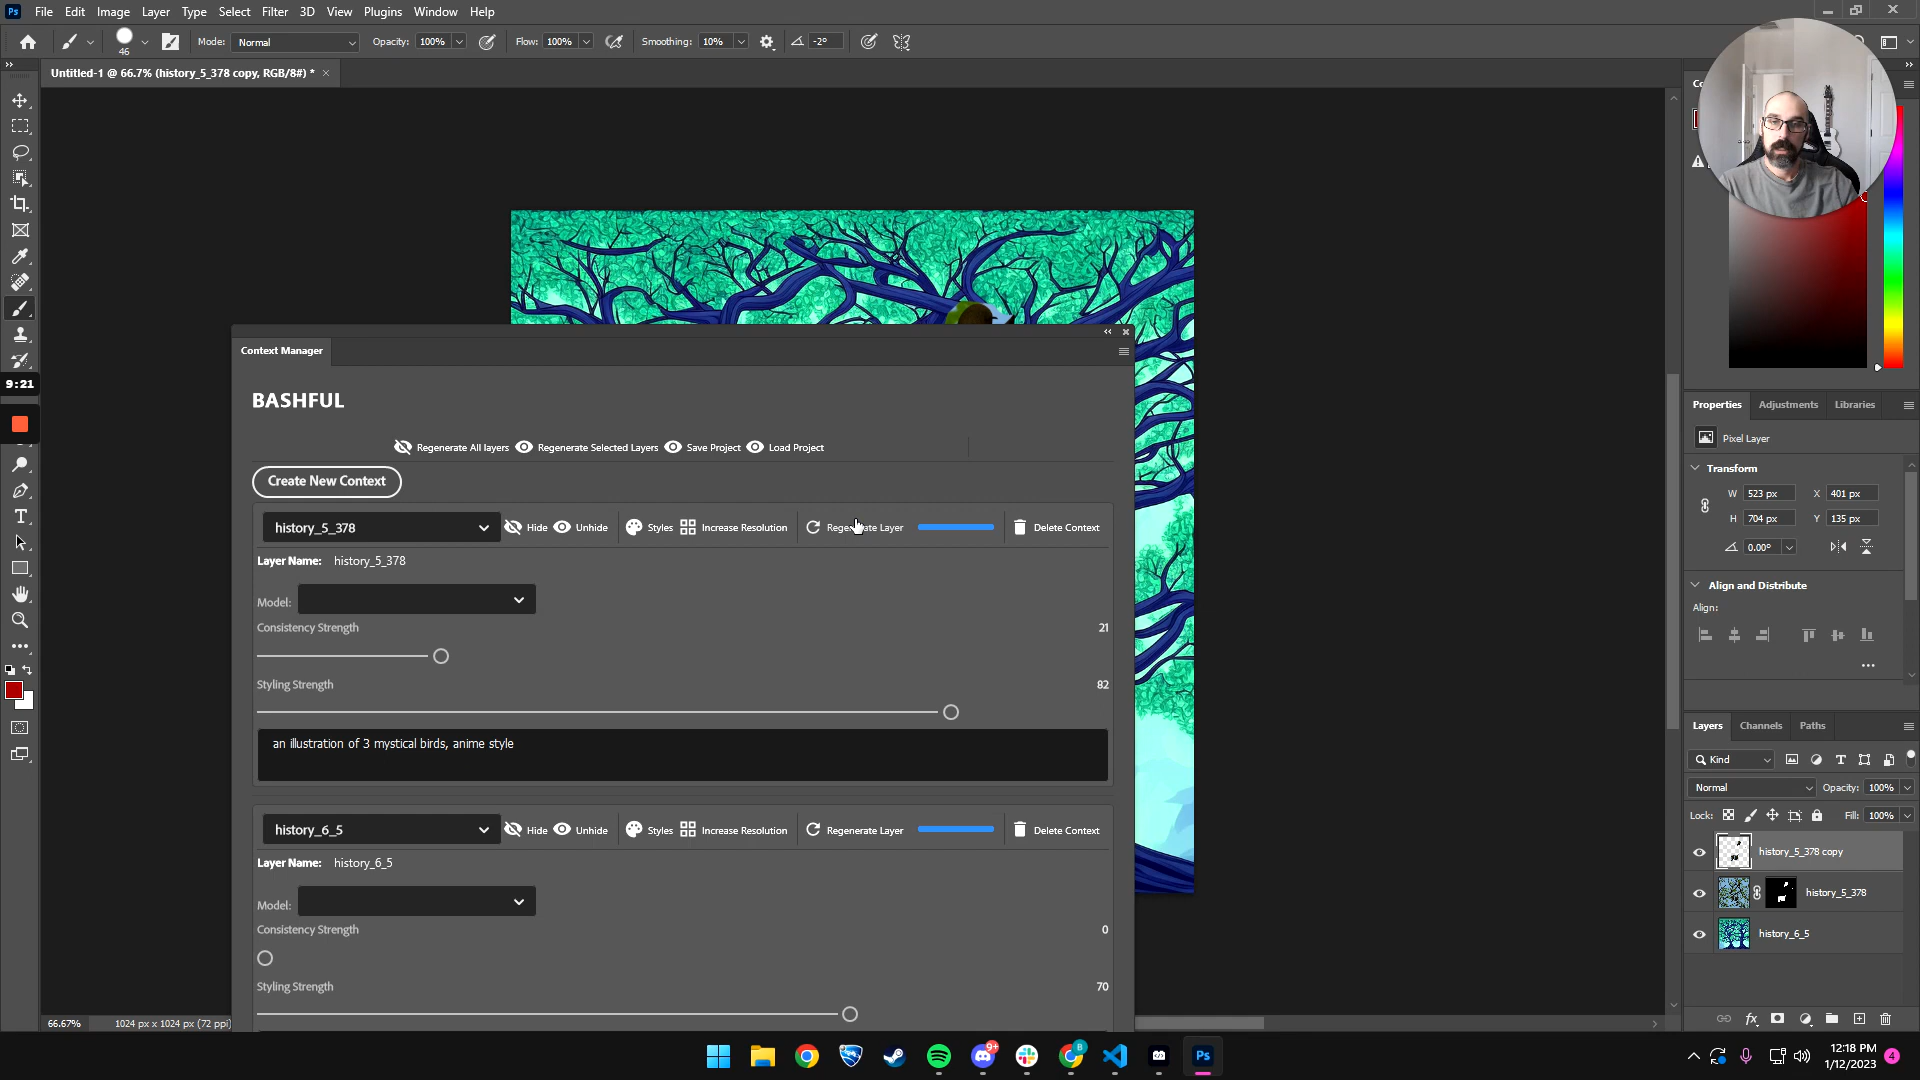 Ps File Edit Image Layer Type Select Filter 3D View Plugins Window Help
46 Mode: Normal Opacity: 100% Flow: 100% Smoothing: 10% -2°
Untitled-1 @ 66.7% (history_5_378 copy, RGB/8#) * ×
9:21
Context Manager
BASHFUL
Regenerate All layers Regenerate Selected Layers Save Project Load Project
Create New Context
history_5_378 Hide Unhide Styles Increase Resolution Regenerate Layer Delete Context
Layer Name: history_5_378
Model:
Consistency Strength 21
Styling Strength 82
an illustration of 3 mystical birds, anime style
history_6_5 Hide Unhide Styles Increase Resolution Regenerate Layer Delete Context
Layer Name: history_6_5
Model:
Consistency Strength 0
Styling Strength 70
Properties Adjustments Libraries
Pixel Layer
Transform
W 523 px X 401 px
H 704 px Y 135 px
0.00°
Align and Distribute
Align:
Layers Channels Paths
Kind
Normal Opacity: 100%
Lock: Fill: 100%
history_5_378 copy
history_5_378
history_6_5
66.67% 1024 px x 1024 px (72 ppi)
9+ B Ps
12:18 PM
1/12/2023 4